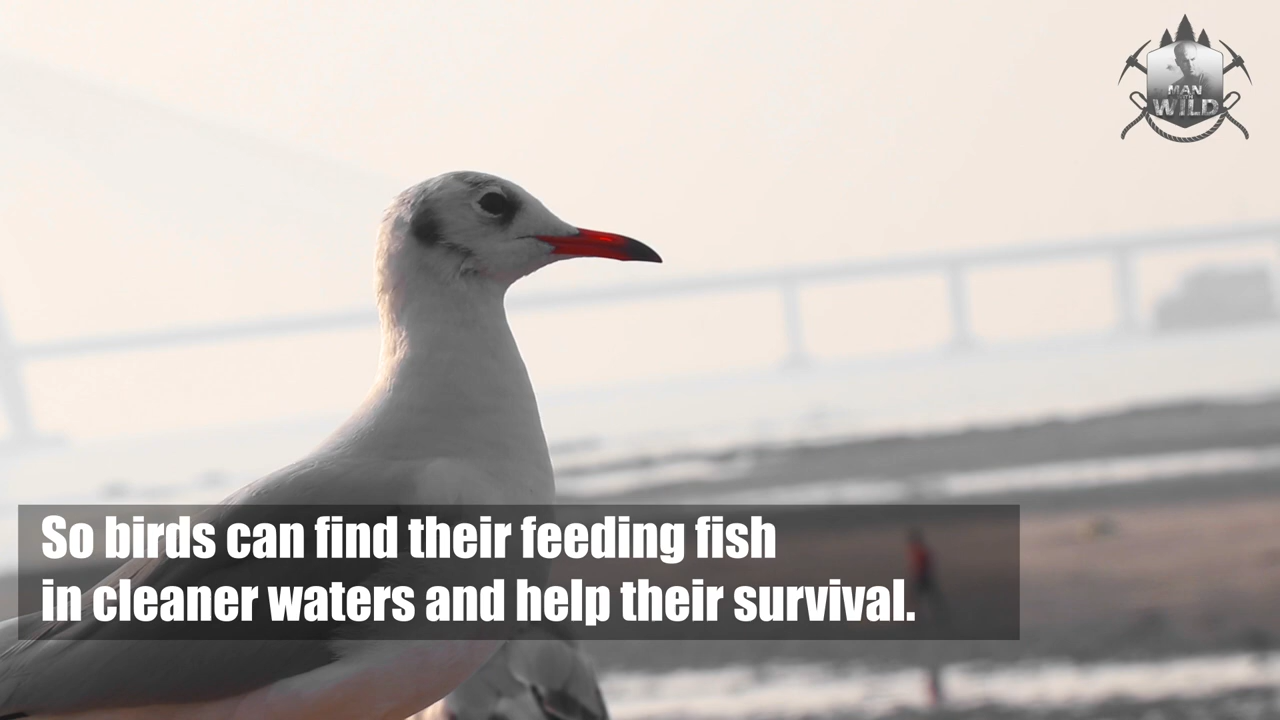 MAN
WILD
So birds can find their feeding fish
in cleaner waters and help their survival.